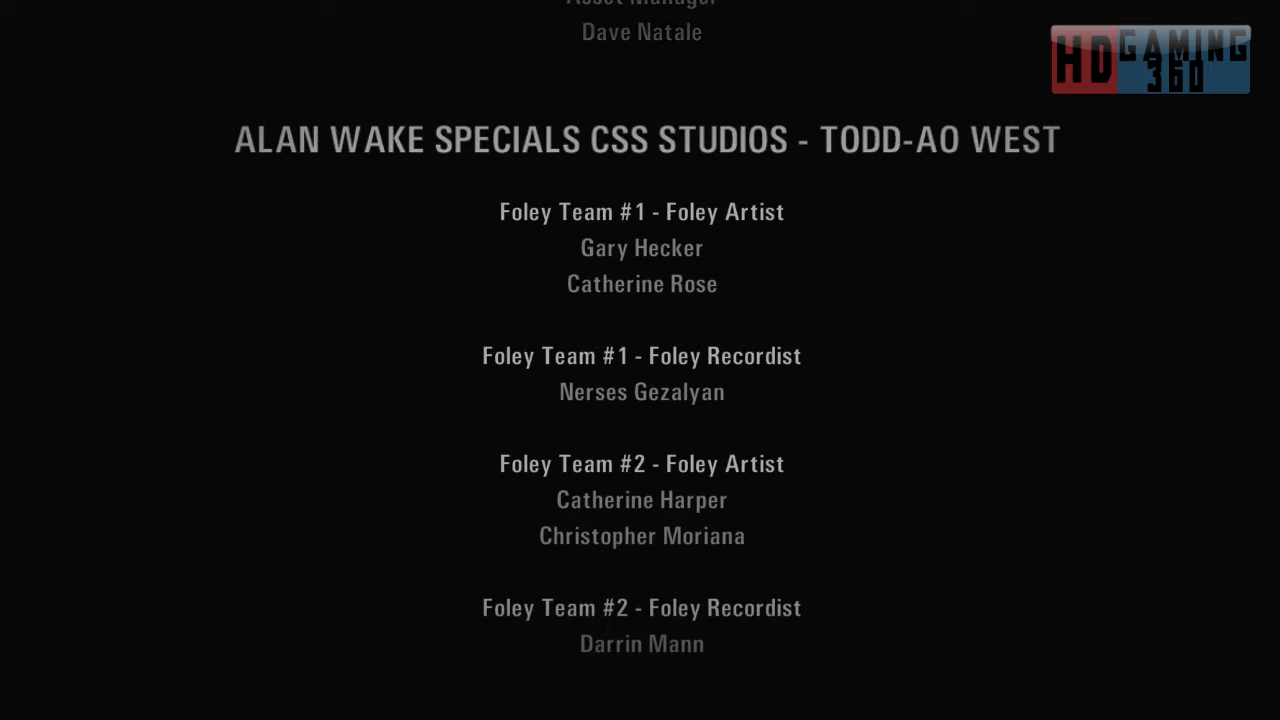 Asset Manager
Dave Natale
HD GAMING 360
ALAN WAKE SPECIALS CSS STUDIOS - TODD-AO WEST
Foley Team #1 - Foley Artist
Gary Hecker
Catherine Rose
Foley Team #1 - Foley Recordist
Nerses Gezalyan
Foley Team #2 - Foley Artist
Catherine Harper
Christopher Moriana
Foley Team #2 - Foley Recordist
Darrin Mann